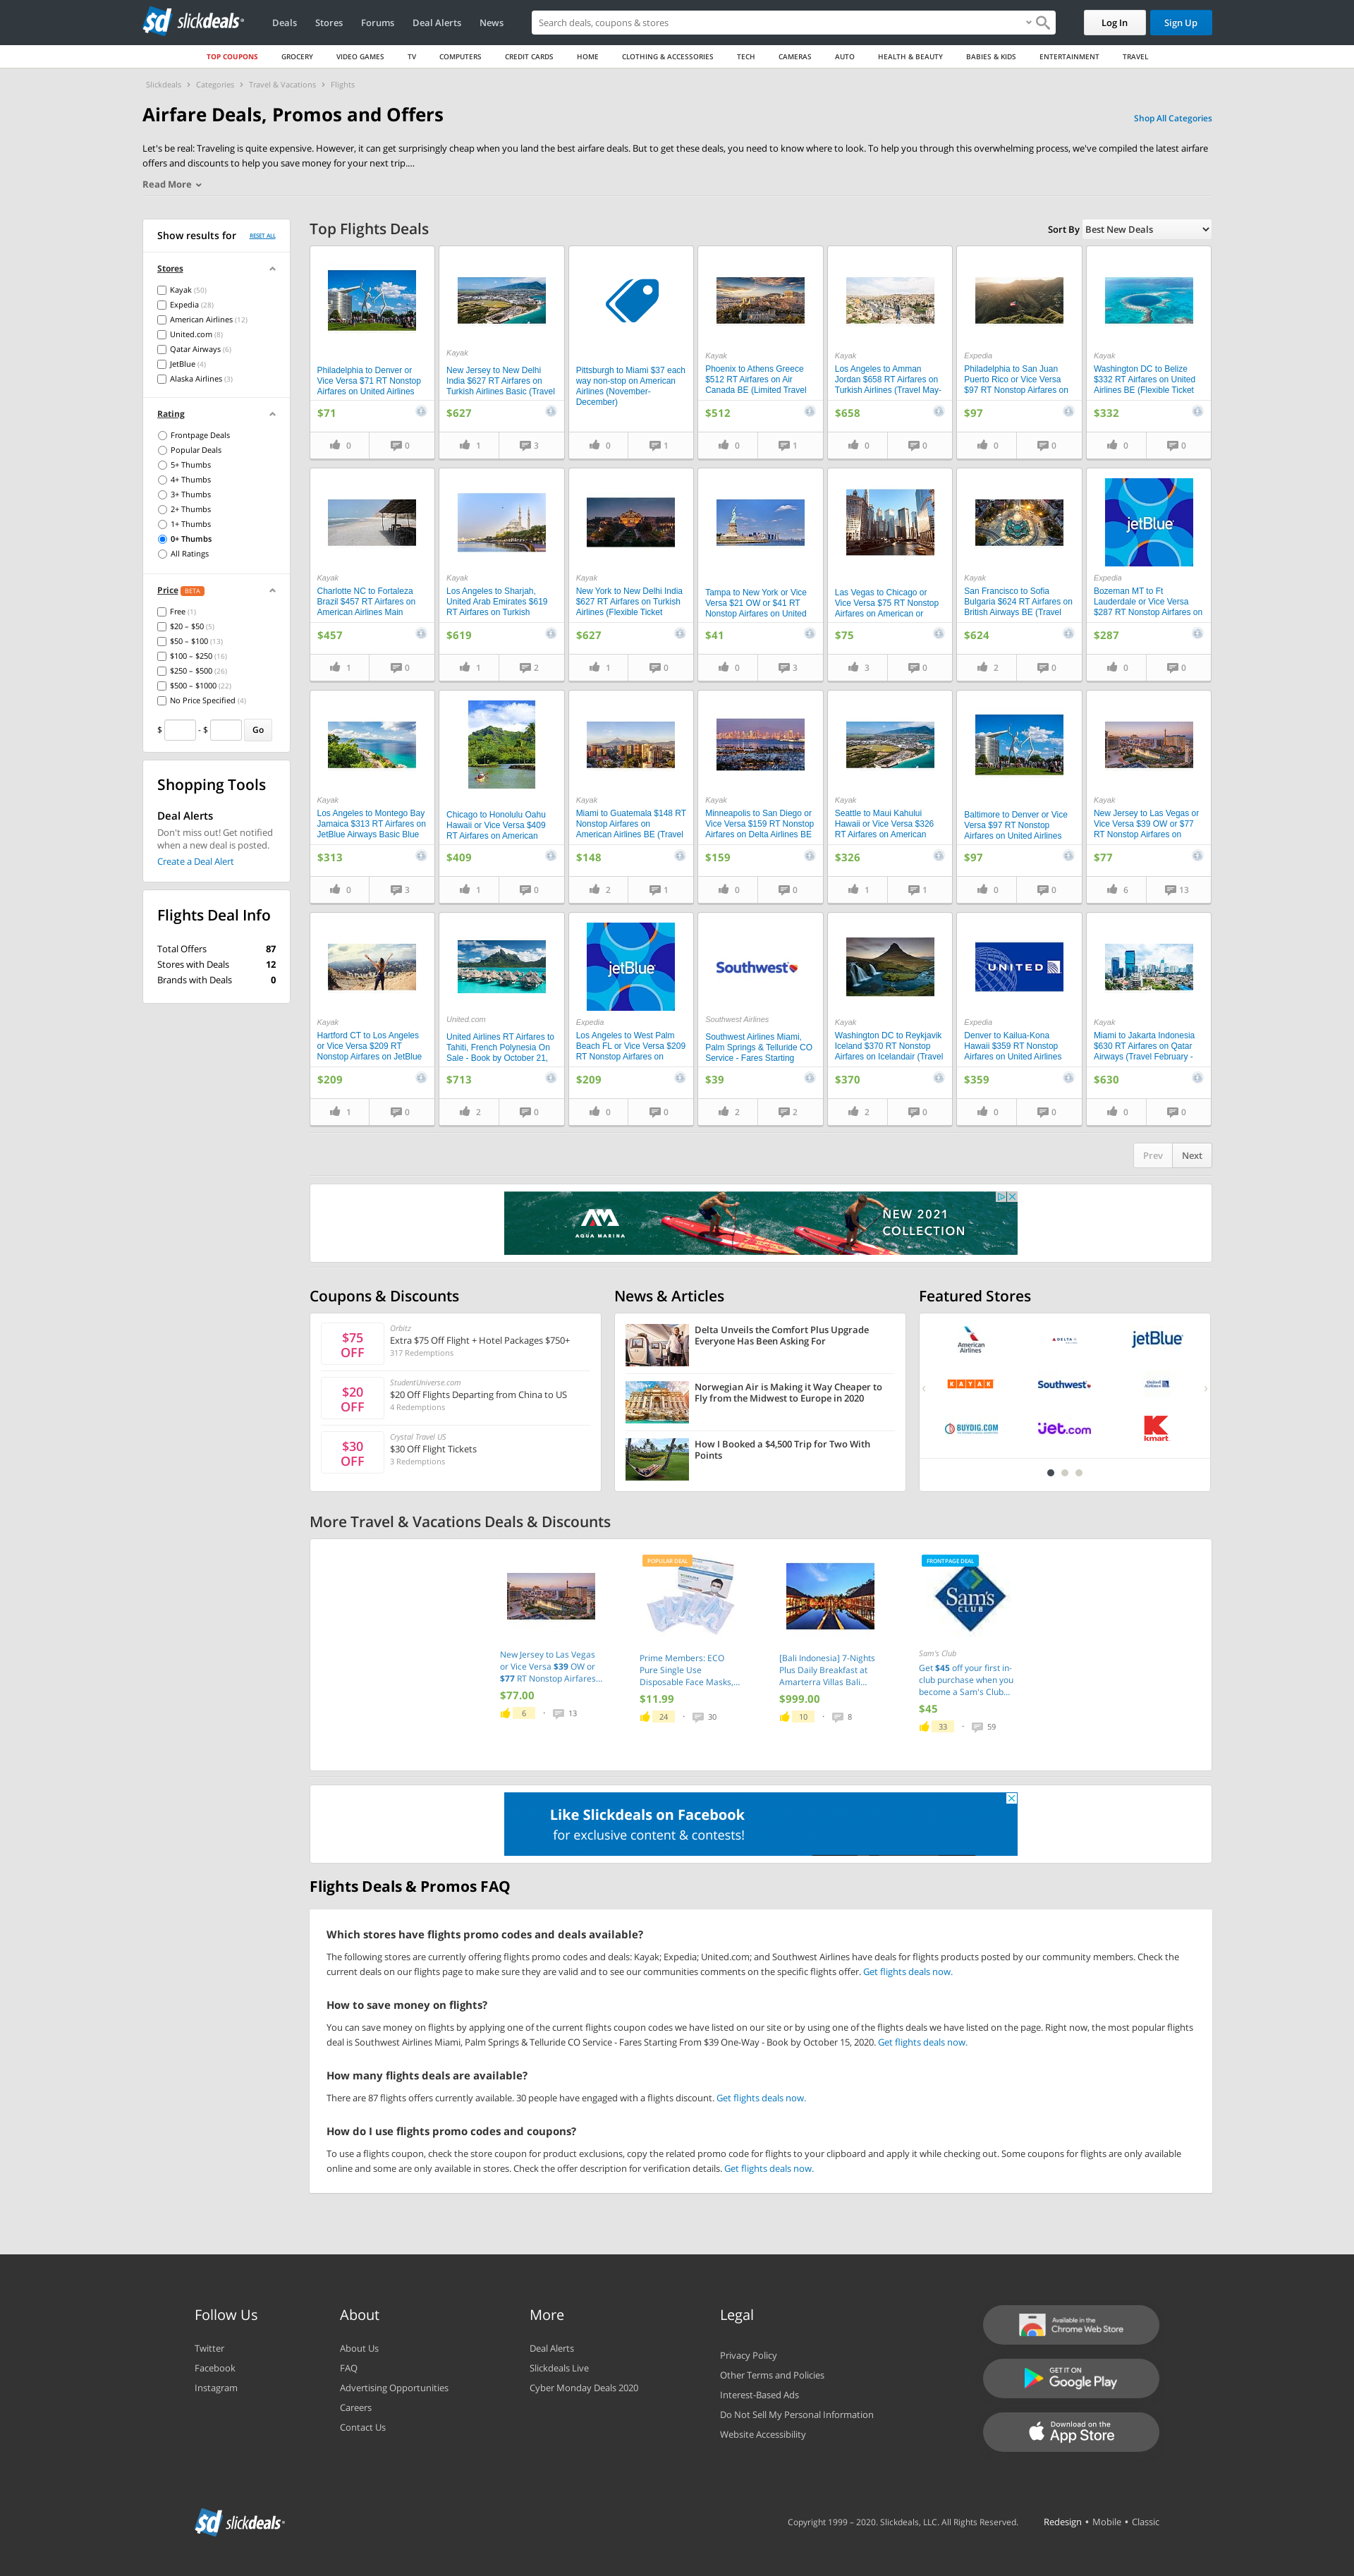 slickdeals
Deals Stores Forums Deal Alerts News
Search deals, coupons & stores
Log In Sign Up
TOP COUPONS GROCERY VIDEO GAMES TV COMPUTERS CREDIT CARDS HOME CLOTHING & ACCESSORIES TECH CAMERAS AUTO HEALTH & BEAUTY BABIES & KIDS ENTERTAINMENT TRAVEL
Slickdeals > Categories > Travel & Vacations > Flights
Airfare Deals, Promos and Offers
Shop All Categories
Let's be real: Traveling is quite expensive. However, it can get surprisingly cheap when you land the best airfare deals. But to get these deals, you need to know where to look. To help you through this overwhelming process, we've compiled the latest airfare
offers and discounts to help you save money for your next trip....
Read More
Show results for RESET ALL
Stores
Kayak (50)
Expedia (28)
American Airlines (12)
United.com (8)
Qatar Airways (6)
JetBlue (4)
Alaska Airlines (3)
Rating
Frontpage Deals
Popular Deals
5+ Thumbs
4+ Thumbs
3+ Thumbs
2+ Thumbs
1+ Thumbs
0+ Thumbs
All Ratings
Price BETA
Free (1)
$20 – $50 (5)
$50 – $100 (13)
$100 – $250 (16)
$250 – $500 (26)
$500 – $1000 (22)
No Price Specified (4)
$ - $ Go
Shopping Tools
Deal Alerts
Don't miss out! Get notified
when a new deal is posted.
Create a Deal Alert
Flights Deal Info
Total Offers 87
Stores with Deals 12
Brands with Deals 0
Top Flights Deals
Sort By Best New Deals
Philadelphia to Denver or
Vice Versa $71 RT Nonstop
Airfares on United Airlines
$71
0 0
Kayak
New Jersey to New Delhi
India $627 RT Airfares on
Turkish Airlines Basic (Travel
$627
1 3
Pittsburgh to Miami $37 each
way non-stop on American
Airlines (November-
December)
0 1
Kayak
Phoenix to Athens Greece
$512 RT Airfares on Air
Canada BE (Limited Travel
$512
0 1
Kayak
Los Angeles to Amman
Jordan $658 RT Airfares on
Turkish Airlines (Travel May-
$658
0 0
Expedia
Philadelphia to San Juan
Puerto Rico or Vice Versa
$97 RT Nonstop Airfares on
$97
0 0
Kayak
Washington DC to Belize
$332 RT Airfares on United
Airlines BE (Flexible Ticket
$332
0 0
Kayak
Charlotte NC to Fortaleza
Brazil $457 RT Airfares on
American Airlines Main
$457
1 0
Kayak
Los Angeles to Sharjah,
United Arab Emirates $619
RT Airfares on Turkish
$619
1 2
Kayak
New York to New Delhi India
$627 RT Airfares on Turkish
Airlines (Flexible Ticket
$627
1 0
Tampa to New York or Vice
Versa $21 OW or $41 RT
Nonstop Airfares on United
$41
0 3
Las Vegas to Chicago or
Vice Versa $75 RT Nonstop
Airfares on American or
$75
3 0
Kayak
San Francisco to Sofia
Bulgaria $624 RT Airfares on
British Airways BE (Travel
$624
2 0
jetBlue
Expedia
Bozeman MT to Ft
Lauderdale or Vice Versa
$287 RT Nonstop Airfares on
$287
0 0
Kayak
Los Angeles to Montego Bay
Jamaica $313 RT Airfares on
JetBlue Airways Basic Blue
$313
0 3
Chicago to Honolulu Oahu
Hawaii or Vice Versa $409
RT Airfares on American
$409
1 0
Kayak
Miami to Guatemala $148 RT
Nonstop Airfares on
American Airlines BE (Travel
$148
2 1
Kayak
Minneapolis to San Diego or
Vice Versa $159 RT Nonstop
Airfares on Delta Airlines BE
$159
0 0
Kayak
Seattle to Maui Kahului
Hawaii or Vice Versa $326
RT Airfares on American
$326
1 1
Baltimore to Denver or Vice
Versa $97 RT Nonstop
Airfares on United Airlines
$97
0 0
Kayak
New Jersey to Las Vegas or
Vice Versa $39 OW or $77
RT Nonstop Airfares on
$77
6 13
Kayak
Hartford CT to Los Angeles
or Vice Versa $209 RT
Nonstop Airfares on JetBlue
$209
1 0
United.com
United Airlines RT Airfares to
Tahiti, French Polynesia On
Sale - Book by October 21,
$713
2 0
jetBlue
Expedia
Los Angeles to West Palm
Beach FL or Vice Versa $209
RT Nonstop Airfares on
$209
0 0
Southwest
Southwest Airlines
Southwest Airlines Miami,
Palm Springs & Telluride CO
Service - Fares Starting
$39
2 2
Kayak
Washington DC to Reykjavik
Iceland $370 RT Nonstop
Airfares on Icelandair (Travel
$370
2 0
UNITED
Expedia
Denver to Kailua-Kona
Hawaii $359 RT Nonstop
Airfares on United Airlines
$359
0 0
Kayak
Miami to Jakarta Indonesia
$630 RT Airfares on Qatar
Airways (Travel February -
$630
0 0
Prev Next
AQUA MARINA
NEW 2021
COLLECTION
Coupons & Discounts
$75
OFF
Orbitz
Extra $75 Off Flight + Hotel Packages $750+
317 Redemptions
$20
OFF
StudentUniverse.com
$20 Off Flights Departing from China to US
4 Redemptions
$30
OFF
Crystal Travel US
$30 Off Flight Tickets
3 Redemptions
News & Articles
Delta Unveils the Comfort Plus Upgrade
Everyone Has Been Asking For
Norwegian Air is Making it Way Cheaper to
Fly from the Midwest to Europe in 2020
How I Booked a $4,500 Trip for Two With
Points
Featured Stores
American
Airlines
DELTA
jetBlue
KAYAK
Southwest
United
Airlines
BUYDIG.COM
jet.com
kmart
More Travel & Vacations Deals & Discounts
New Jersey to Las Vegas
or Vice Versa $39 OW or
$77 RT Nonstop Airfares...
$77.00
6 · 13
POPULAR DEAL
Prime Members: ECO
Pure Single Use
Disposable Face Masks,...
$11.99
24 · 30
[Bali Indonesia] 7-Nights
Plus Daily Breakfast at
Amarterra Villas Bali...
$999.00
10 · 8
FRONTPAGE DEAL
Sam's
CLUB
Sam's Club
Get $45 off your first in-
club purchase when you
become a Sam's Club...
$45
33 · 59
Like Slickdeals on Facebook
for exclusive content & contests!
Flights Deals & Promos FAQ
Which stores have flights promo codes and deals available?
The following stores are currently offering flights promo codes and deals: Kayak; Expedia; United.com; and Southwest Airlines have deals for flights products posted by our community members. Check the
current deals on our flights page to make sure they are valid and to see our communities comments on the specific flights offer. Get flights deals now.
How to save money on flights?
You can save money on flights by applying one of the current flights coupon codes we have listed on our site or by using one of the flights deals we have listed on the page. Right now, the most popular flights
deal is Southwest Airlines Miami, Palm Springs & Telluride CO Service - Fares Starting From $39 One-Way - Book by October 15, 2020. Get flights deals now.
How many flights deals are available?
There are 87 flights offers currently available. 30 people have engaged with a flights discount. Get flights deals now.
How do I use flights promo codes and coupons?
To use a flights coupon, check the store coupon for product exclusions, copy the related promo code for flights to your clipboard and apply it while checking out. Some coupons for flights are only available
online and some are only available in stores. Check the offer description for verification details. Get flights deals now.
Follow Us
Twitter
Facebook
Instagram
About
About Us
FAQ
Advertising Opportunities
Careers
Contact Us
More
Deal Alerts
Slickdeals Live
Cyber Monday Deals 2020
Legal
Privacy Policy
Other Terms and Policies
Interest-Based Ads
Do Not Sell My Personal Information
Website Accessibility
Available in the
Chrome Web Store
GET IT ON
Google Play
Download on the
App Store
slickdeals
Copyright 1999 – 2020. Slickdeals, LLC. All Rights Reserved. Redesign • Mobile • Classic